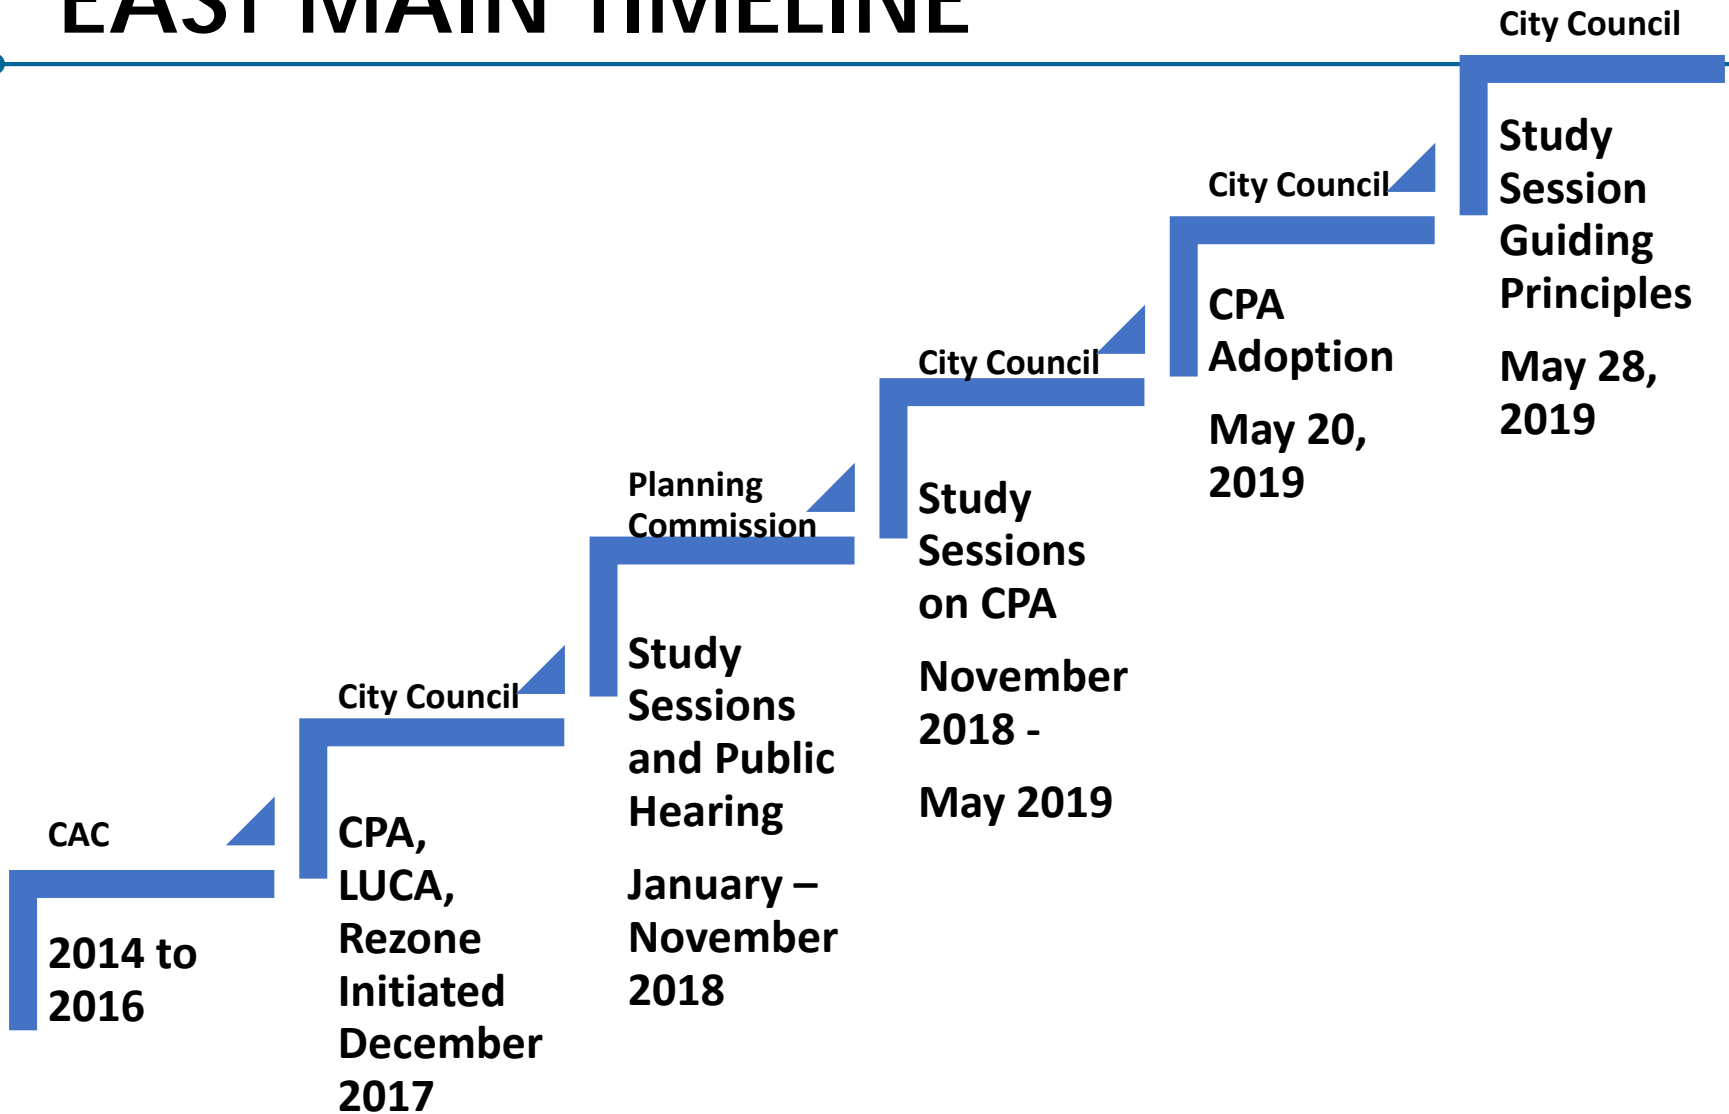 EAST MAIN TIMELINE
CAC
2014 to
2016
City Council
CPA,
LUCA,
Rezone
Initiated
December
2017
Planning
Commission
Study
Sessions
and Public
Hearing
January –
November
2018
City Council
Study
Sessions
on CPA
November
2018 -
May 2019
City Council
CPA
Adoption
May 20,
2019
City Council
Study
Session
Guiding
Principles
May 28,
2019